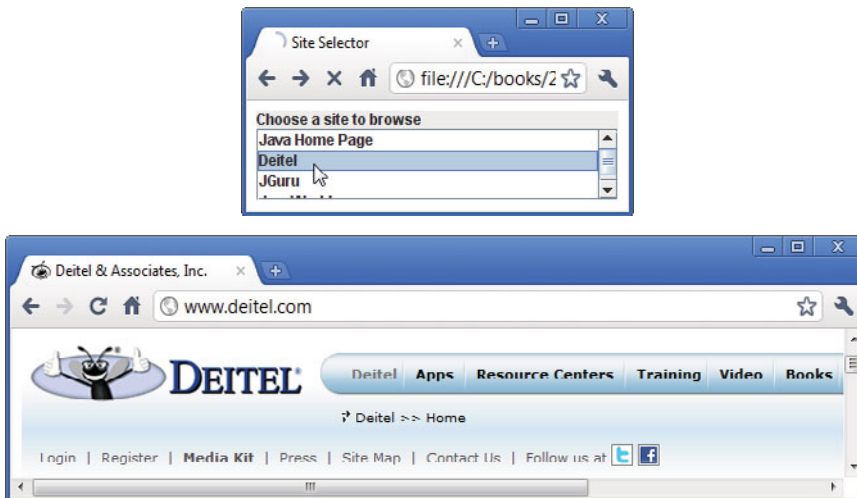 Site Selector
file:///C:/books/2
Choose a site to browse
Java Home Page
Deitel
JGuru
Deitel & Associates, Inc.
www.deitel.com
DEITEL®
Deitel Apps Resource Centers Training Video Books
Deitel >> Home
Login | Register | Media Kit | Press | Site Map | Contact Us | Follow us at